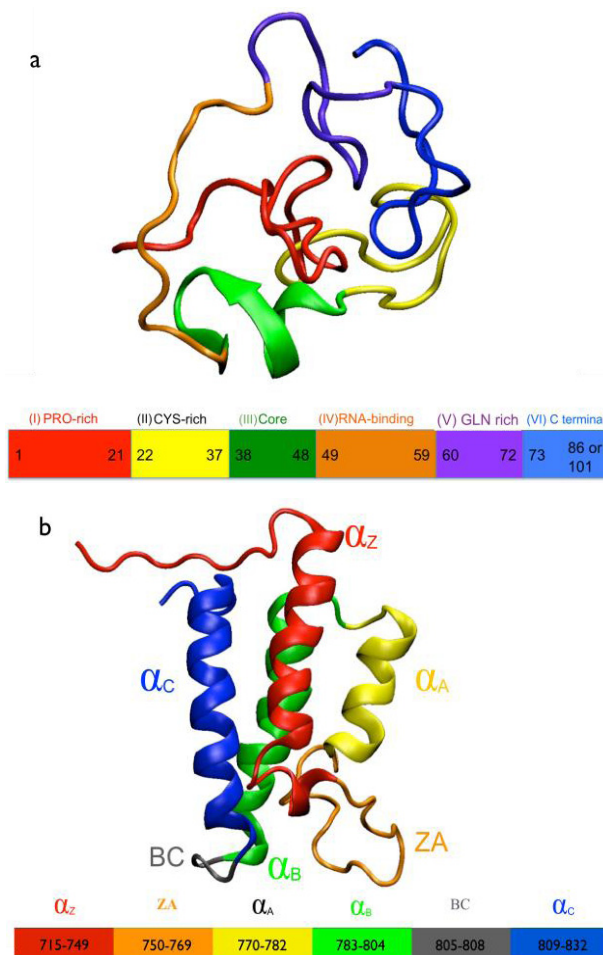 a
(I) PRO-rich (II) CYS-rich (III) Core (IV) RNA-binding (V) GLN rich (VI) C termina
1 21 22 37 38 48 49 59 60 72 73 86 or 101
b
αZ
αC
αA
BC
αB
ZA
αZ ZA αA αB BC αC
715-749 750-769 770-782 783-804 805-808 809-832